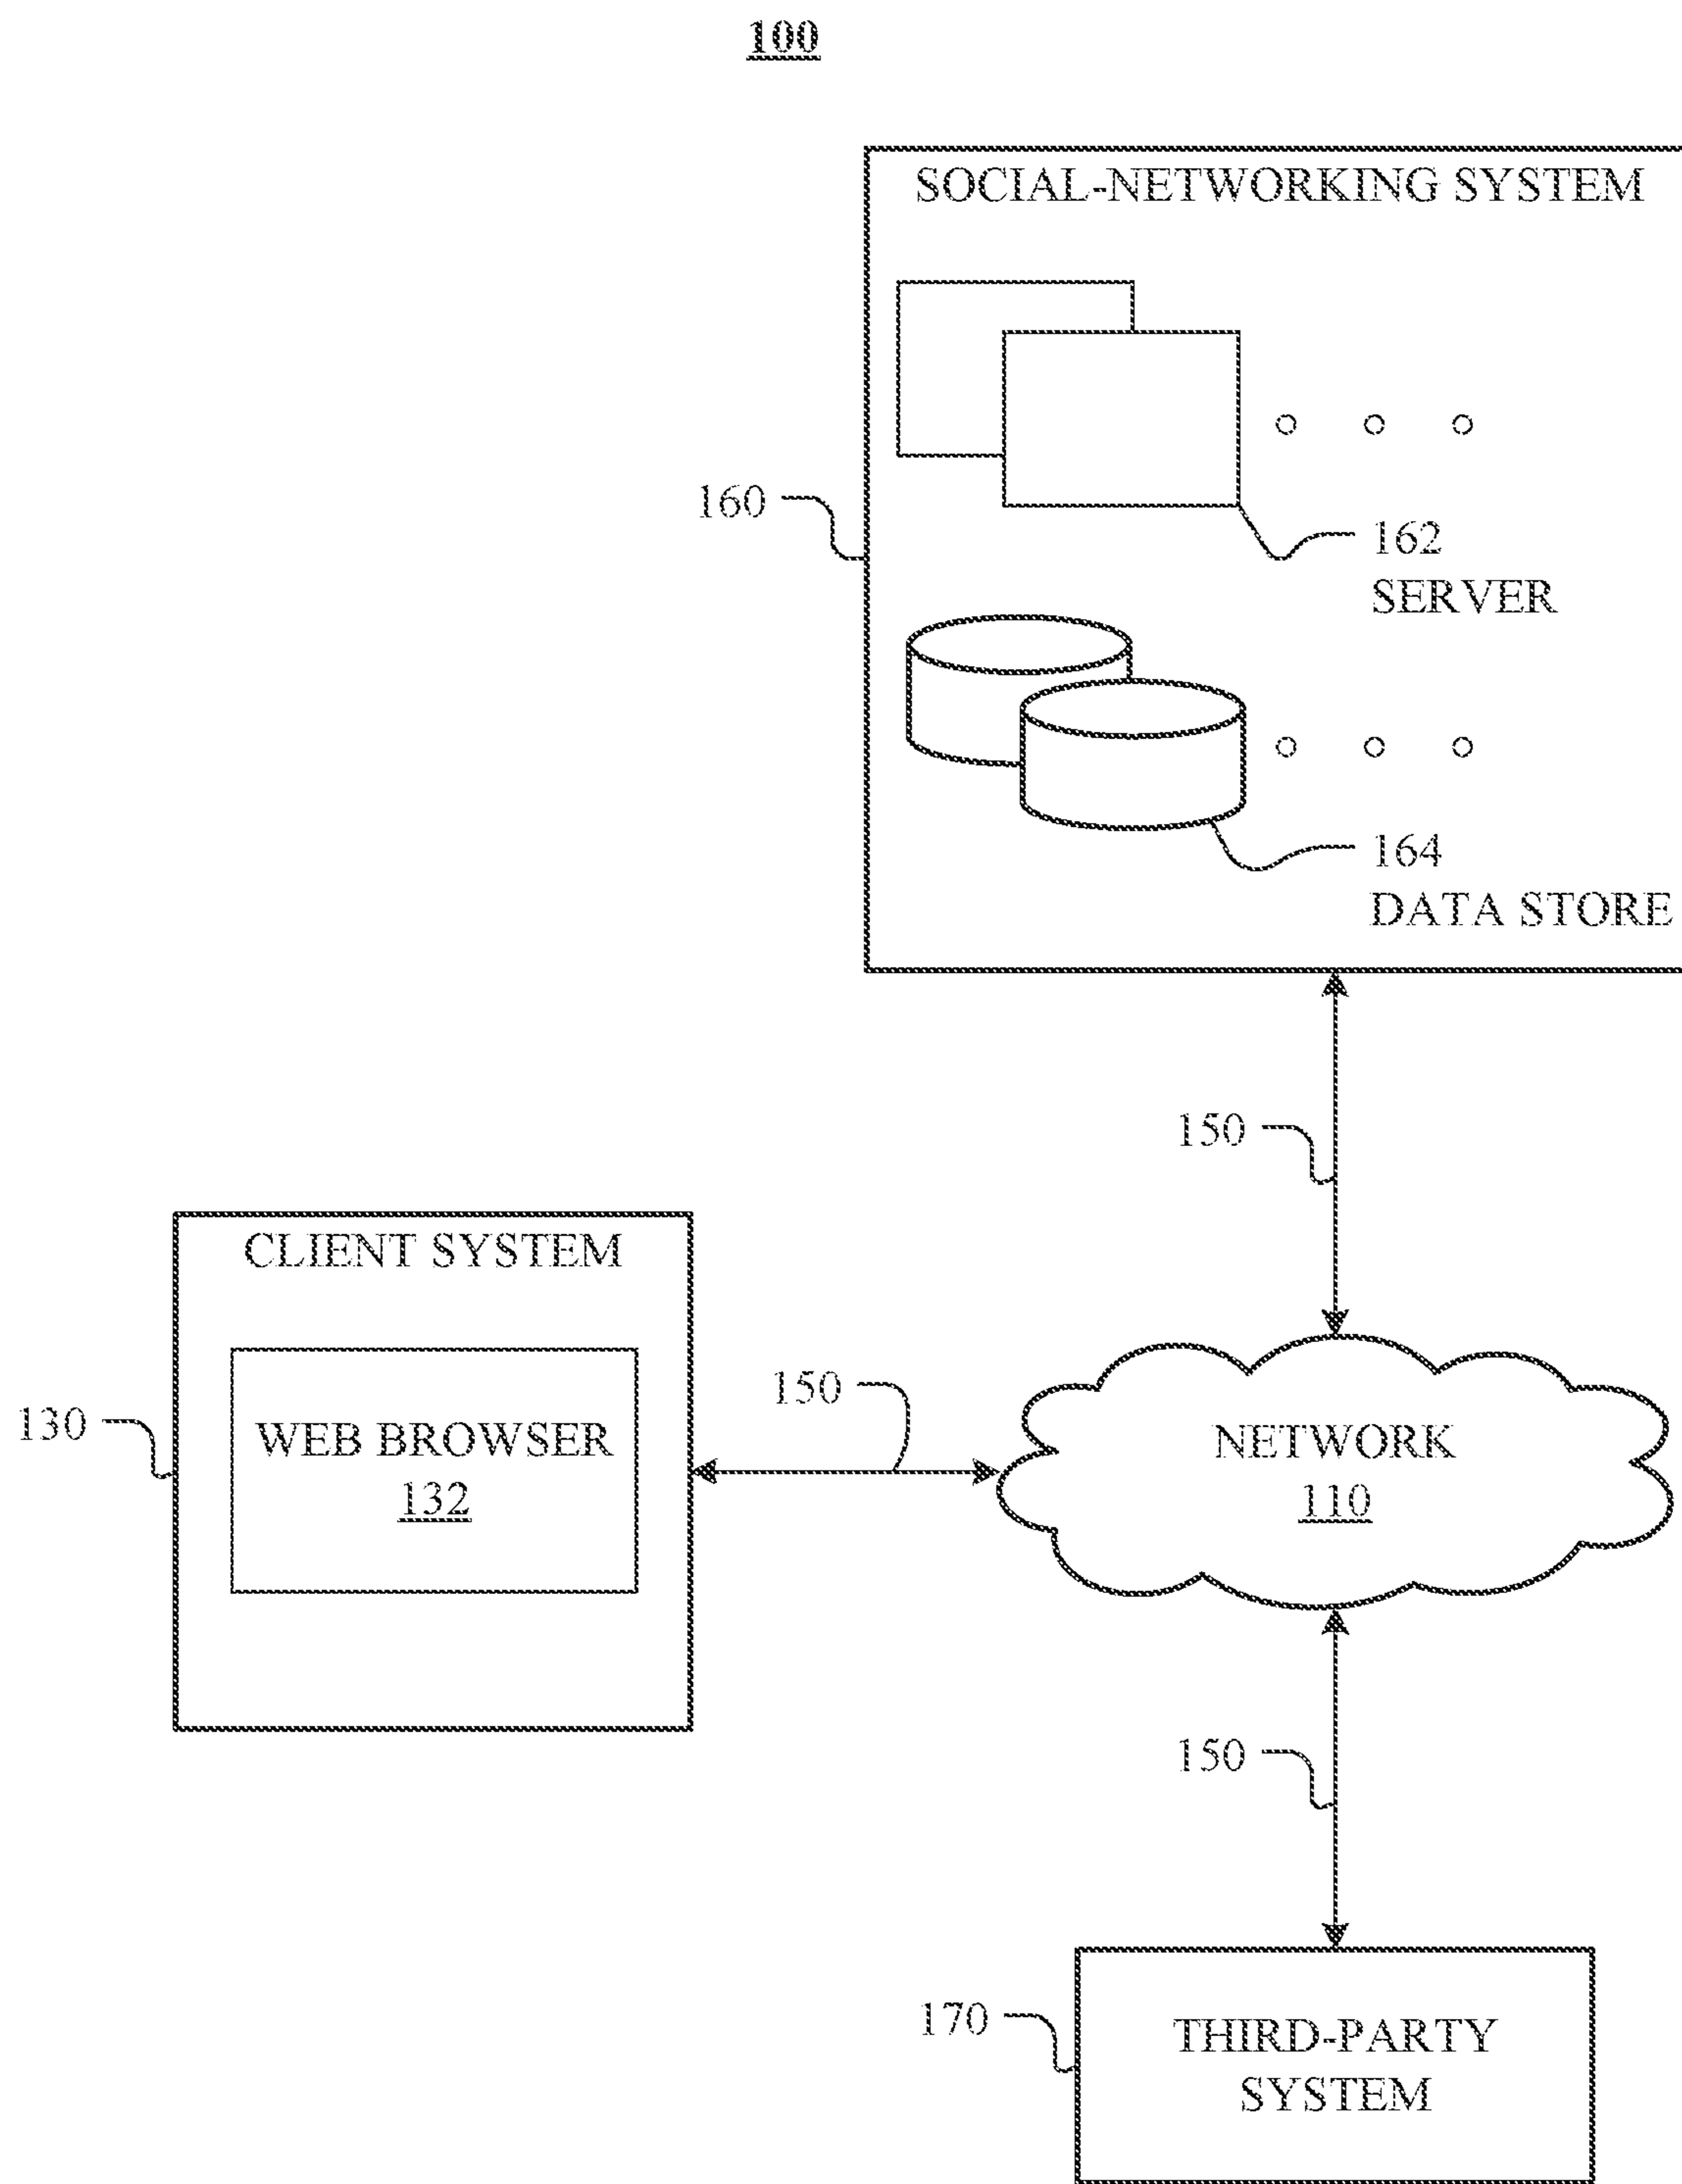 100
SOCIAL-NETWORKING SYSTEM
160
162
SERVER
164
DATA STORE
150
CLIENT SYSTEM
130
WEB BROWSER
132
150
NETWORK
110
150
170
THIRD-PARTY
SYSTEM